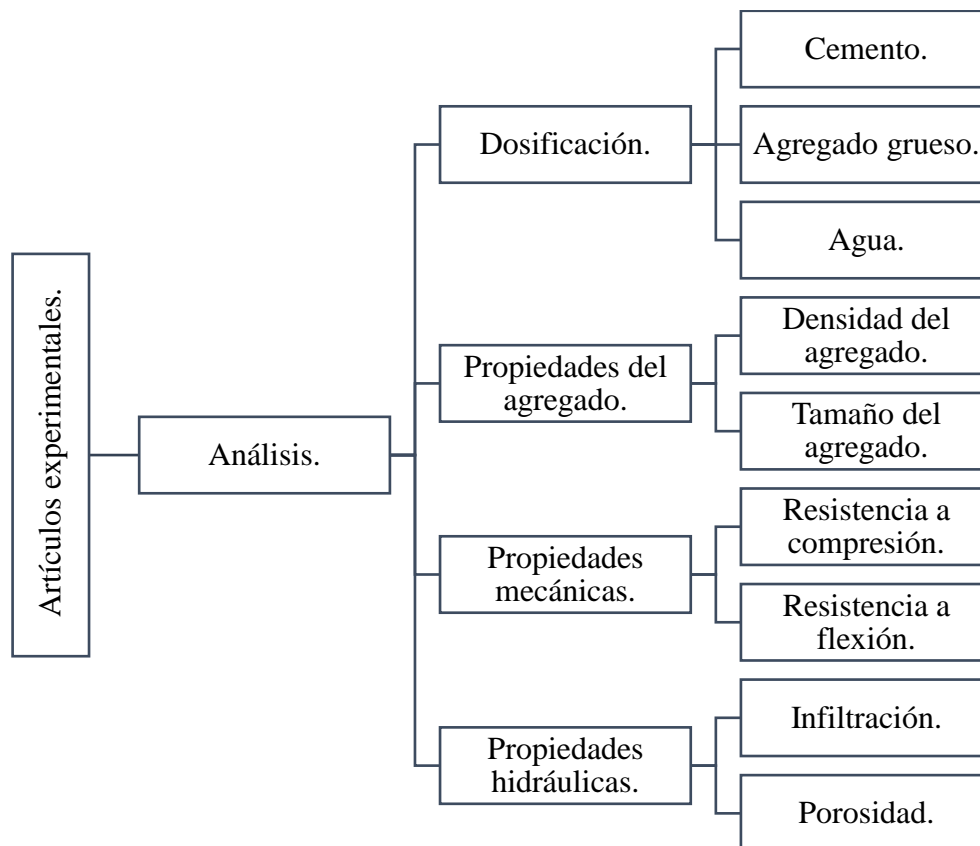 Artículos experimentales.
Análisis.
Dosificación.
Cemento.
Agregado grueso.
Agua.
Propiedades del
agregado.
Densidad del
agregado.
Tamaño del
agregado.
Propiedades
mecánicas.
Resistencia a
compresión.
Resistencia a
flexión.
Propiedades
hidráulicas.
Infiltración.
Porosidad.